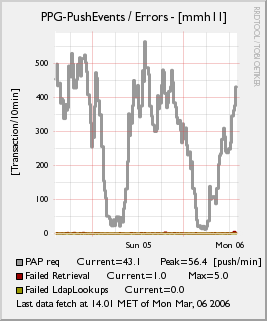 PPG-PushEvents / Errors - [mmh11]
RRDTOOL / TOBI OETIKER
[Transaction/10min]
500
400
300
200
100
0
Sun 05 Mon 06
PAP req Current=43.1 Peak=56.4 [push/min]
Failed Retrieval Current=1.0 Max=5.0
Failed LdapLookups Current=0.0
Last data fetch at 14.01 MET of Mon Mar, 06 2006